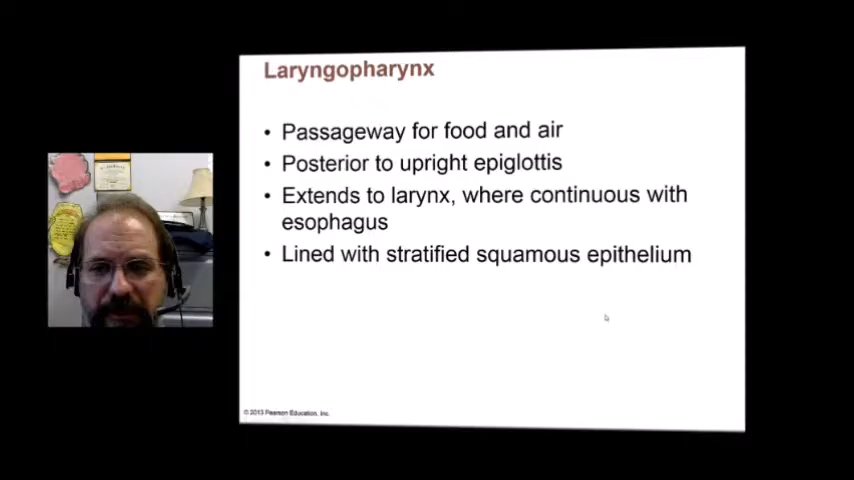 Laryngopharynx
• Passageway for food and air
• Posterior to upright epiglottis
• Extends to larynx, where continuous with
esophagus
• Lined with stratified squamous epithelium
© 2013 Pearson Education, Inc.